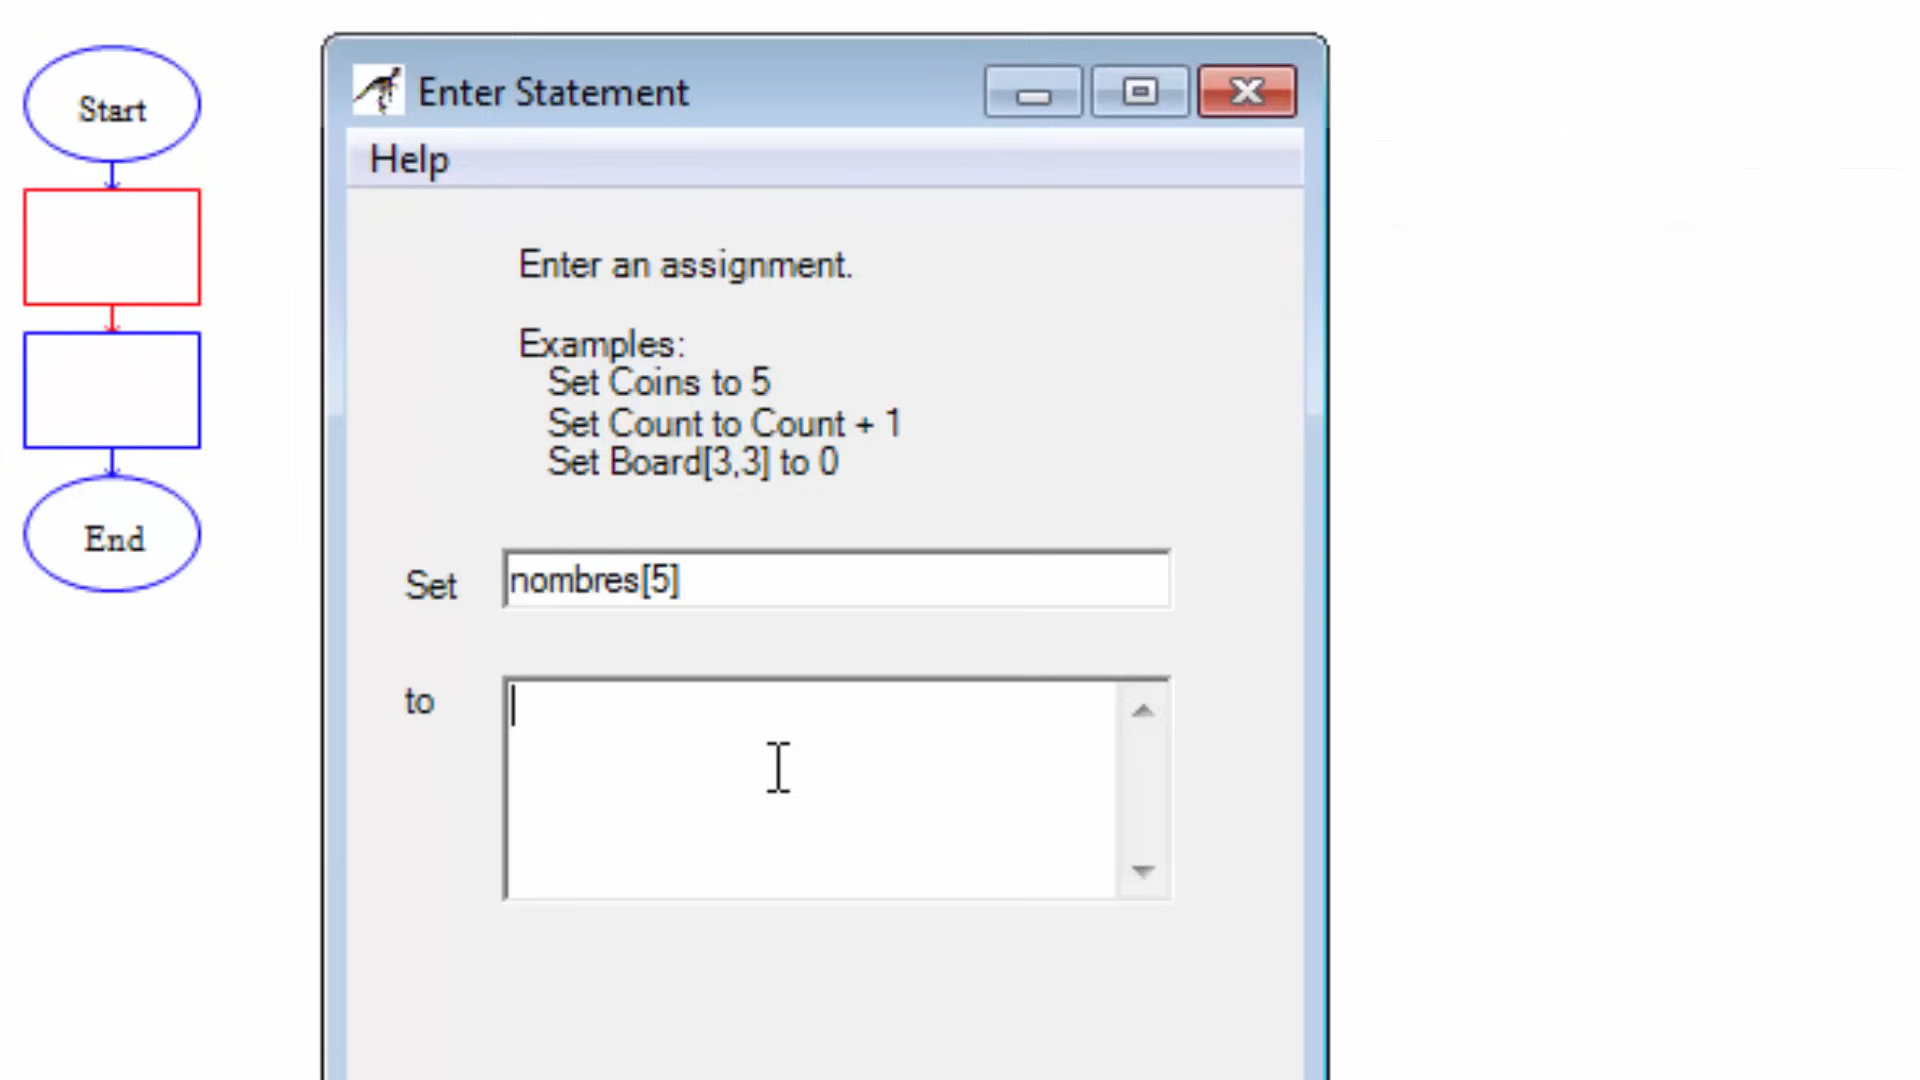 Start
End
Enter Statement
Help
Enter an assignment.
Examples:
Set Coins to 5
Set Count to Count + 1
Set Board[3,3] to 0
Set nombres[5]
to